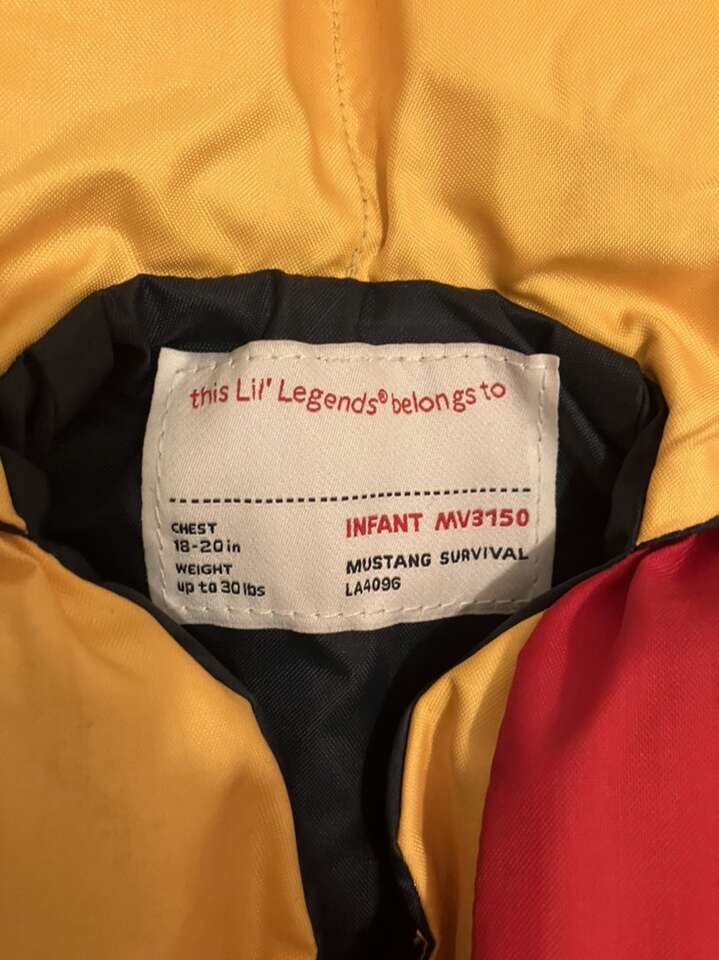 this Lil' Legends® belongs to
CHEST
18-20 in
WEIGHT
up to 30 lbs
INFANT MV3150
MUSTANG SURVIVAL
LA4096